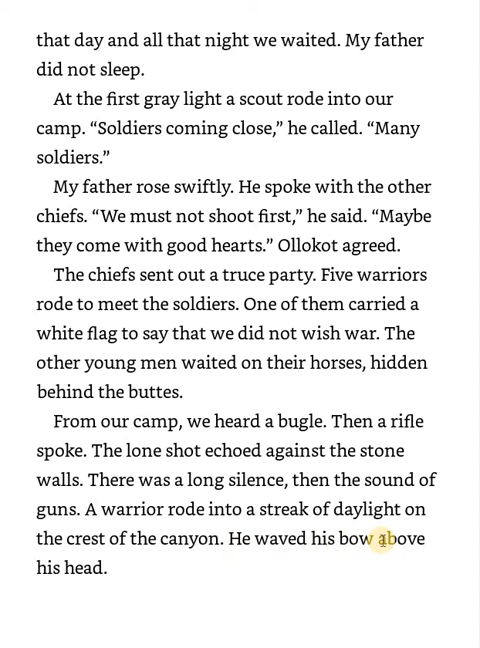 that day and all that night we waited. My father
did not sleep.
At the first gray light a scout rode into our
camp. “Soldiers coming close,” he called. “Many
soldiers.”
My father rose swiftly. He spoke with the other
chiefs. “We must not shoot first,” he said. “Maybe
they come with good hearts.” Ollokot agreed.
The chiefs sent out a truce party. Five warriors
rode to meet the soldiers. One of them carried a
white flag to say that we did not wish war. The
other young men waited on their horses, hidden
behind the buttes.
From our camp, we heard a bugle. Then a rifle
spoke. The lone shot echoed against the stone
walls. There was a long silence, then the sound of
guns. A warrior rode into a streak of daylight on
the crest of the canyon. He waved his bow above
his head.